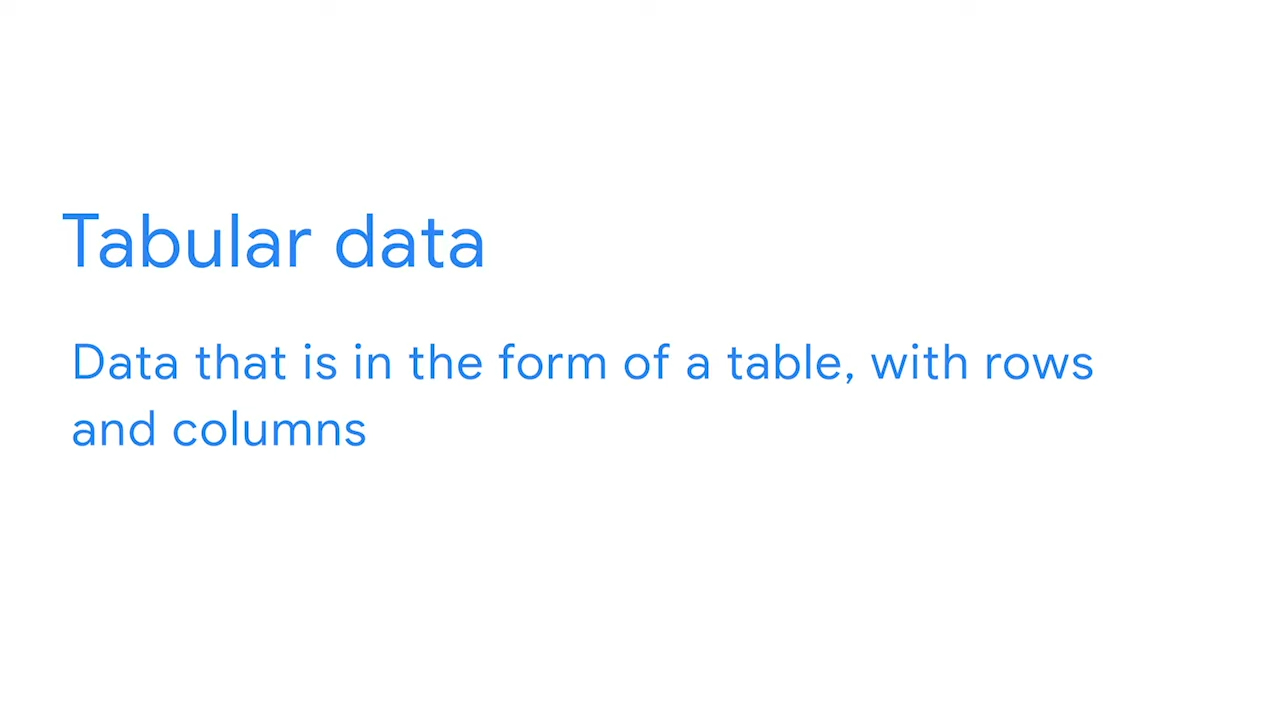 Tabular data
Data that is in the form of a table, with rows
and columns